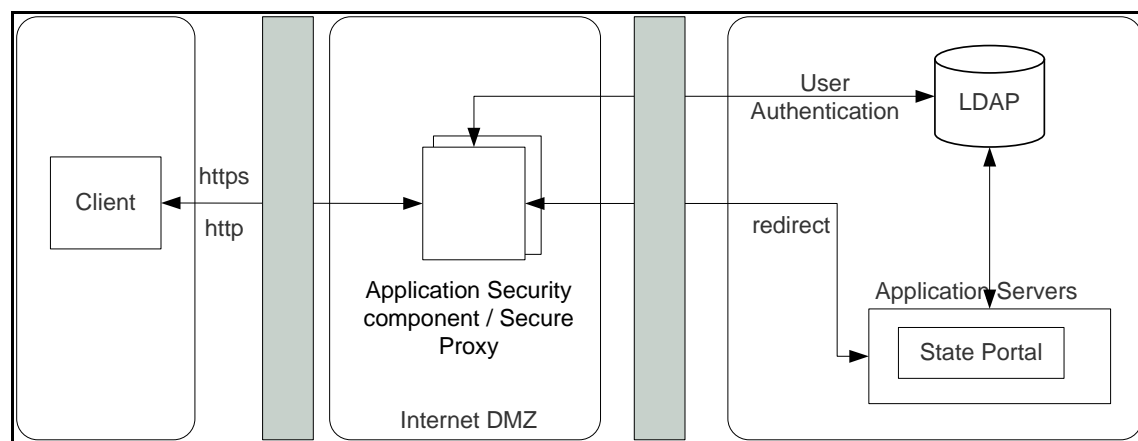 Client
https
http
Application Security
component / Secure
Proxy
Internet DMZ
User
Authentication
LDAP
redirect
Application Servers
State Portal